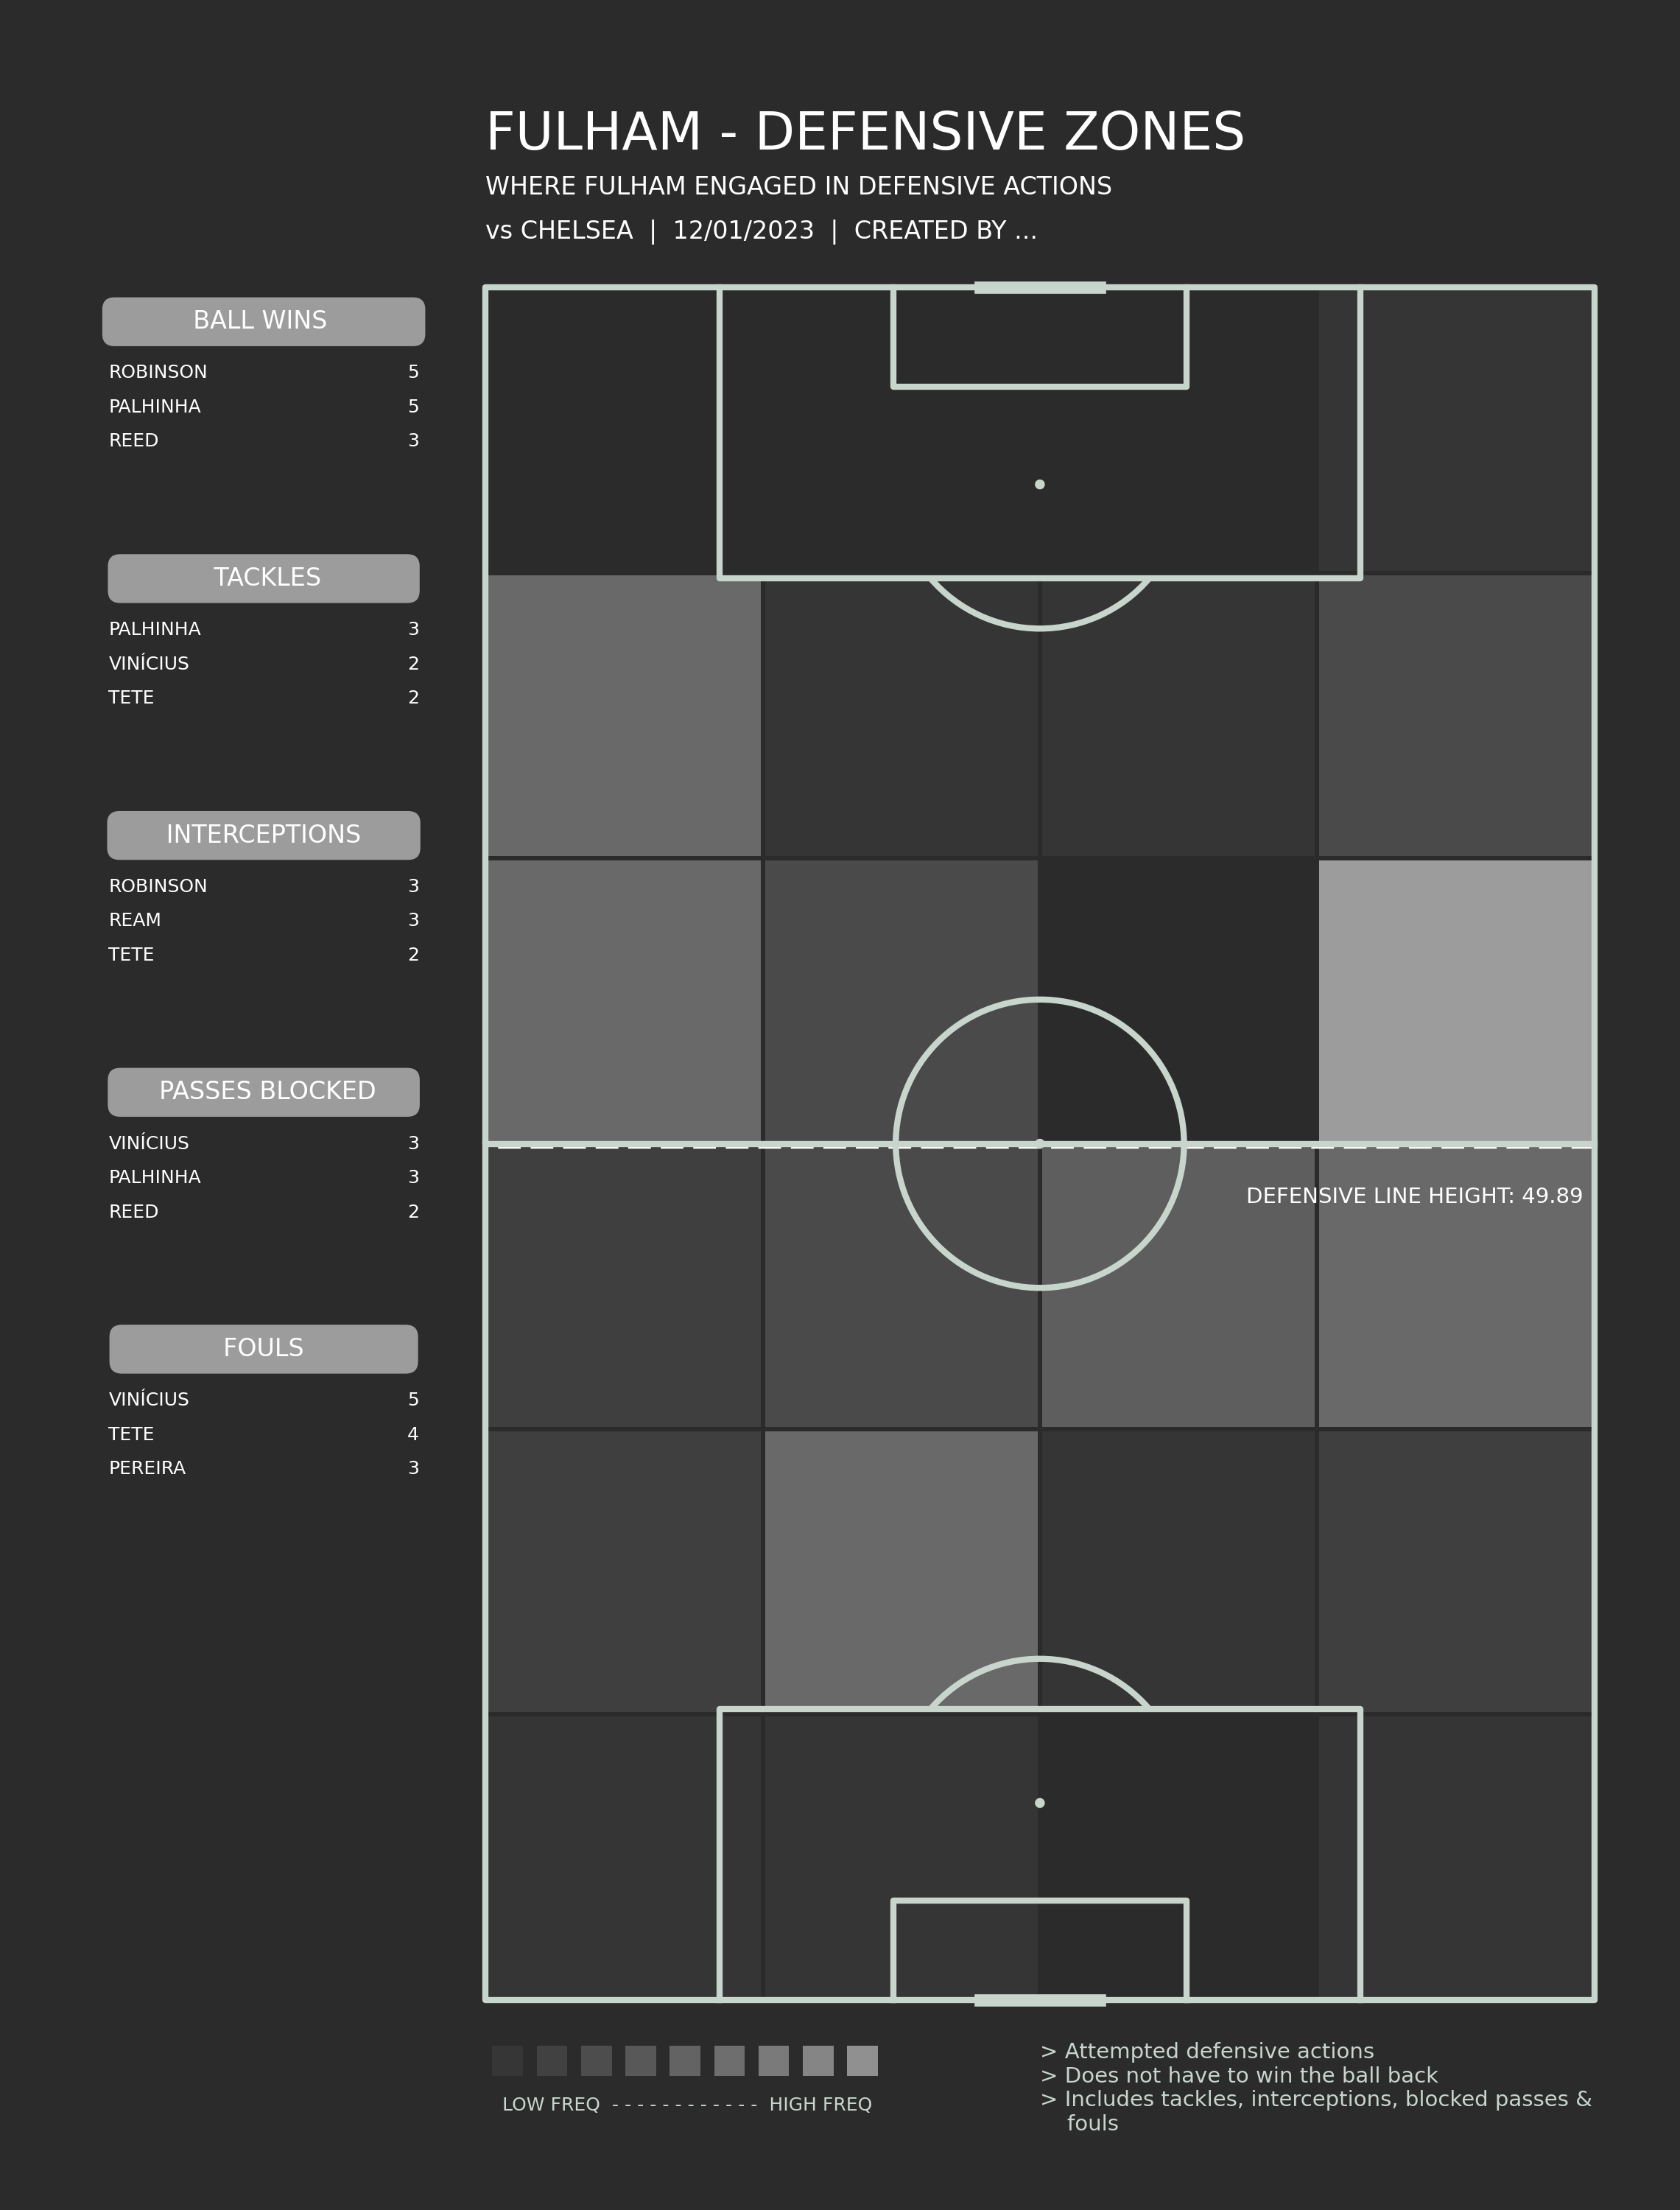 FULHAM - DEFENSIVE ZONES
WHERE FULHAM ENGAGED IN DEFENSIVE ACTIONS
vs CHELSEA | 12/01/2023 | CREATED BY ...
BALL WINS
ROBINSON 5
PALHINHA 5
REED 3
TACKLES
PALHINHA 3
VINÍCIUS 2
TETE 2
INTERCEPTIONS
ROBINSON 3
REAM 3
TETE 2
PASSES BLOCKED
VINÍCIUS 3
PALHINHA 3
REED 2
FOULS
VINÍCIUS 5
TETE 4
PEREIRA 3
DEFENSIVE LINE HEIGHT: 49.89
LOW FREQ - - - - - - - - - - - - HIGH FREQ
> Attempted defensive actions
> Does not have to win the ball back
> Includes tackles, interceptions, blocked passes &
fouls